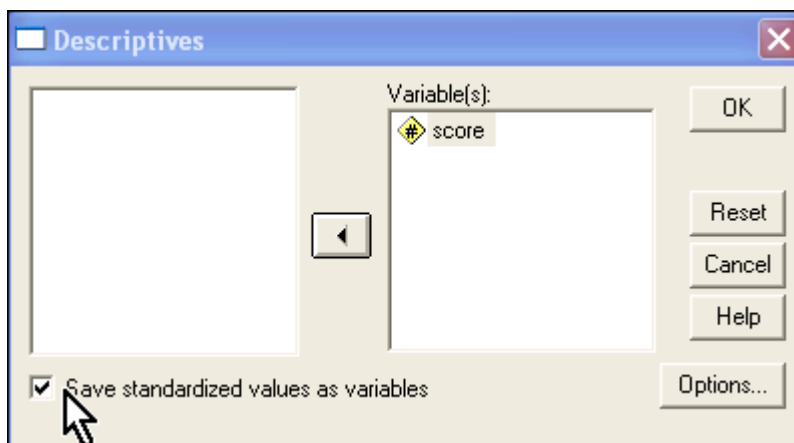 Descriptives
Variable(s):
# score
OK
Reset
Cancel
Help
Save standardized values as variables
Options...